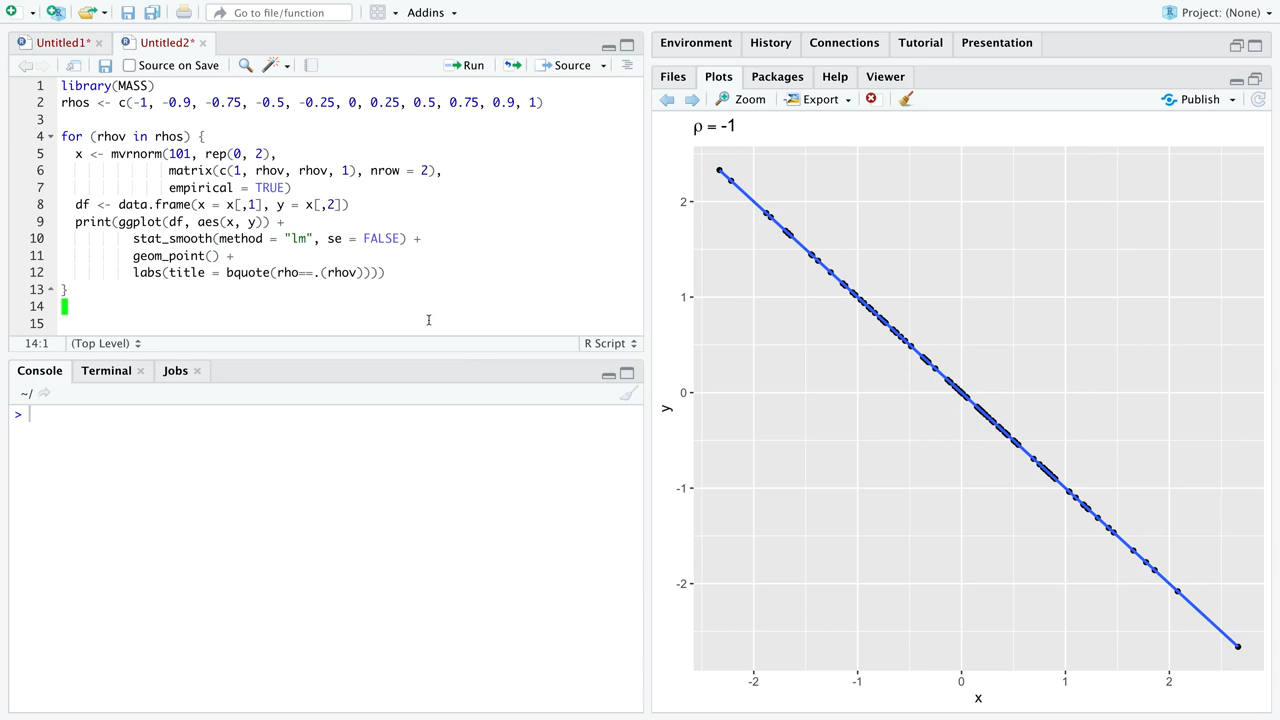 Go to file/function
Addins
Project: (None)
Untitled1*
Untitled2*
Source on Save
Run
Source
1 library(MASS)
2 rhos <- c(-1, -0.9, -0.75, -0.5, -0.25, 0, 0.25, 0.5, 0.75, 0.9, 1)
3
4 for (rhov in rhos) {
5 x <- mvrnorm(101, rep(0, 2),
6 matrix(c(1, rhov, rhov, 1), nrow = 2),
7 empirical = TRUE)
8 df <- data.frame(x = x[,1], y = x[,2])
9 print(ggplot(df, aes(x, y)) +
10 stat_smooth(method = "lm", se = FALSE) +
11 geom_point() +
12 labs(title = bquote(rho==.(rhov))))
13 }
14
15
14:1 (Top Level) R Script
Console Terminal Jobs
~/
>
Environment History Connections Tutorial Presentation
Files Plots Packages Help Viewer
Zoom Export Publish
ρ = -1
2
1
0
-1
-2
y
-2 -1 0 1 2
x